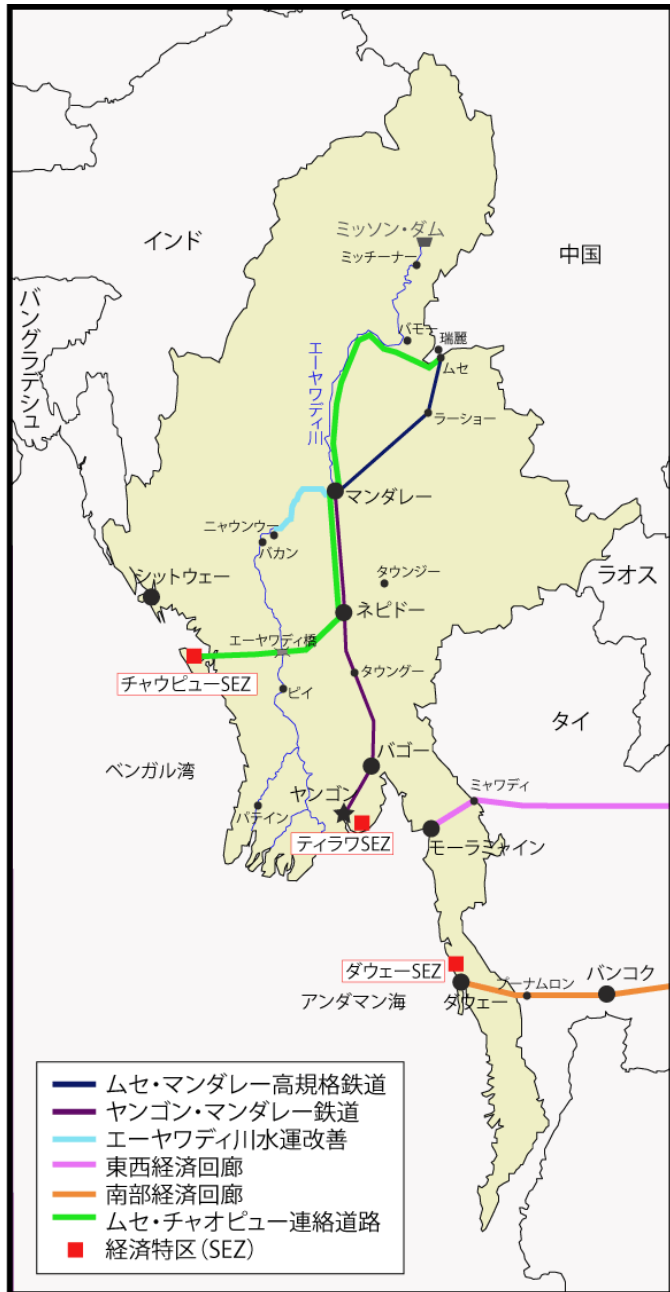 インド
中国
バングラデシュ
ミッソン・ダム
ミッチーナー
バモー
瑞麗
ムセ
エーヤワディ川
ラーショー
マンダレー
ニャウンウー
バカン
タウンジー
シットウェー
ネピドー
ラオス
エーヤワディ橋
チャウピューSEZ
タウングー
ピイ
タイ
ベンガル湾
バゴー
ミャワディ
ヤンゴン
パテイン
ティラワSEZ
モーラミャイン
ダウェーSEZ
プーナムロン
バンコク
アンダマン海
ダウェー
ムセ・マンダレー高規格鉄道
ヤンゴン・マンダレー鉄道
エーヤワディ川水運改善
東西経済回廊
南部経済回廊
ムセ・チャオピュー連絡道路
経済特区(SEZ)